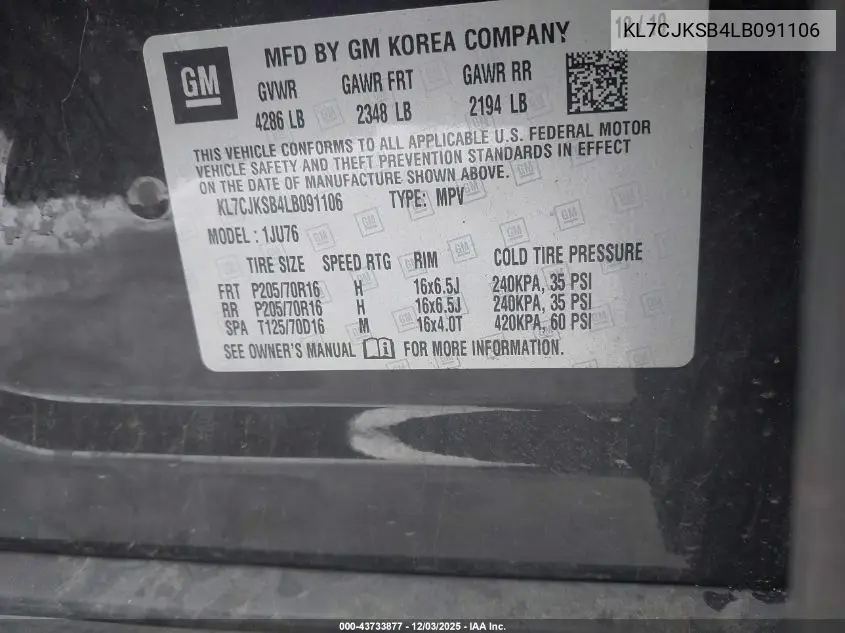 KL7CJKSB4LB091106
GM
MFD BY GM KOREA COMPANY
GVWR GAWR FRT GAWR RR
4286 LB 2348 LB 2194 LB
THIS VEHICLE CONFORMS TO ALL APPLICABLE U.S. FEDERAL MOTOR
VEHICLE SAFETY AND THEFT PREVENTION STANDARDS IN EFFECT
ON THE DATE OF MANUFACTURE SHOWN ABOVE.
KL7CJKSB4LB091106 TYPE: MPV
MODEL : 1JU76
TIRE SIZE SPEED RTG RIM COLD TIRE PRESSURE
FRT P205/70R16 H 16x6.5J 240KPA, 35 PSI
RR P205/70R16 H 16x6.5J 240KPA, 35 PSI
SPA T125/70D16 M 16x4.0T 420KPA, 60 PSI
SEE OWNER'S MANUAL FOR MORE INFORMATION.
000-43733877 - 12/03/2025 - IAA Inc.